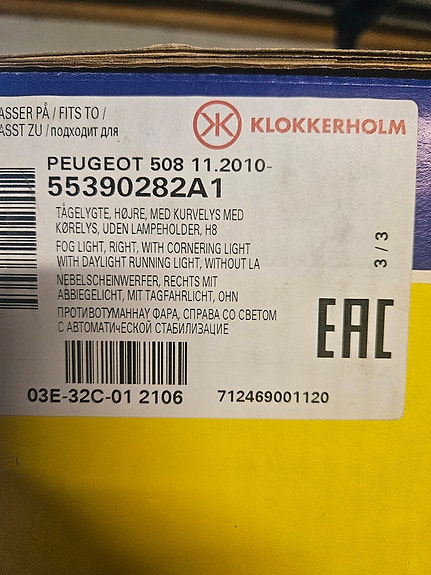 ASSER PÅ / FITS TO /
ASST ZU / подходит для
KLOKKERHOLM
PEUGEOT 508 11.2010-
55390282A1
TÅGELYGTE, HØJRE, MED KURVELYS MED
KØRELYS, UDEN LAMPEHOLDER, H8
FOG LIGHT, RIGHT, WITH CORNERING LIGHT
WITH DAYLIGHT RUNNING LIGHT, WITHOUT LA
NEBELSCHEINWERFER, RECHTS MIT
ABBIEGELICHT, MIT TAGFAHRLICHT, OHN
ПРОТИВОТУМАННАУ ФАРА, СПРАВА СО СВЕТОМ
С АВТОМАТИчЕСКОЙ СТАБИЛИЗАЦИЕ
3 / 3
EAC
03E-32C-01 2106
712469001120